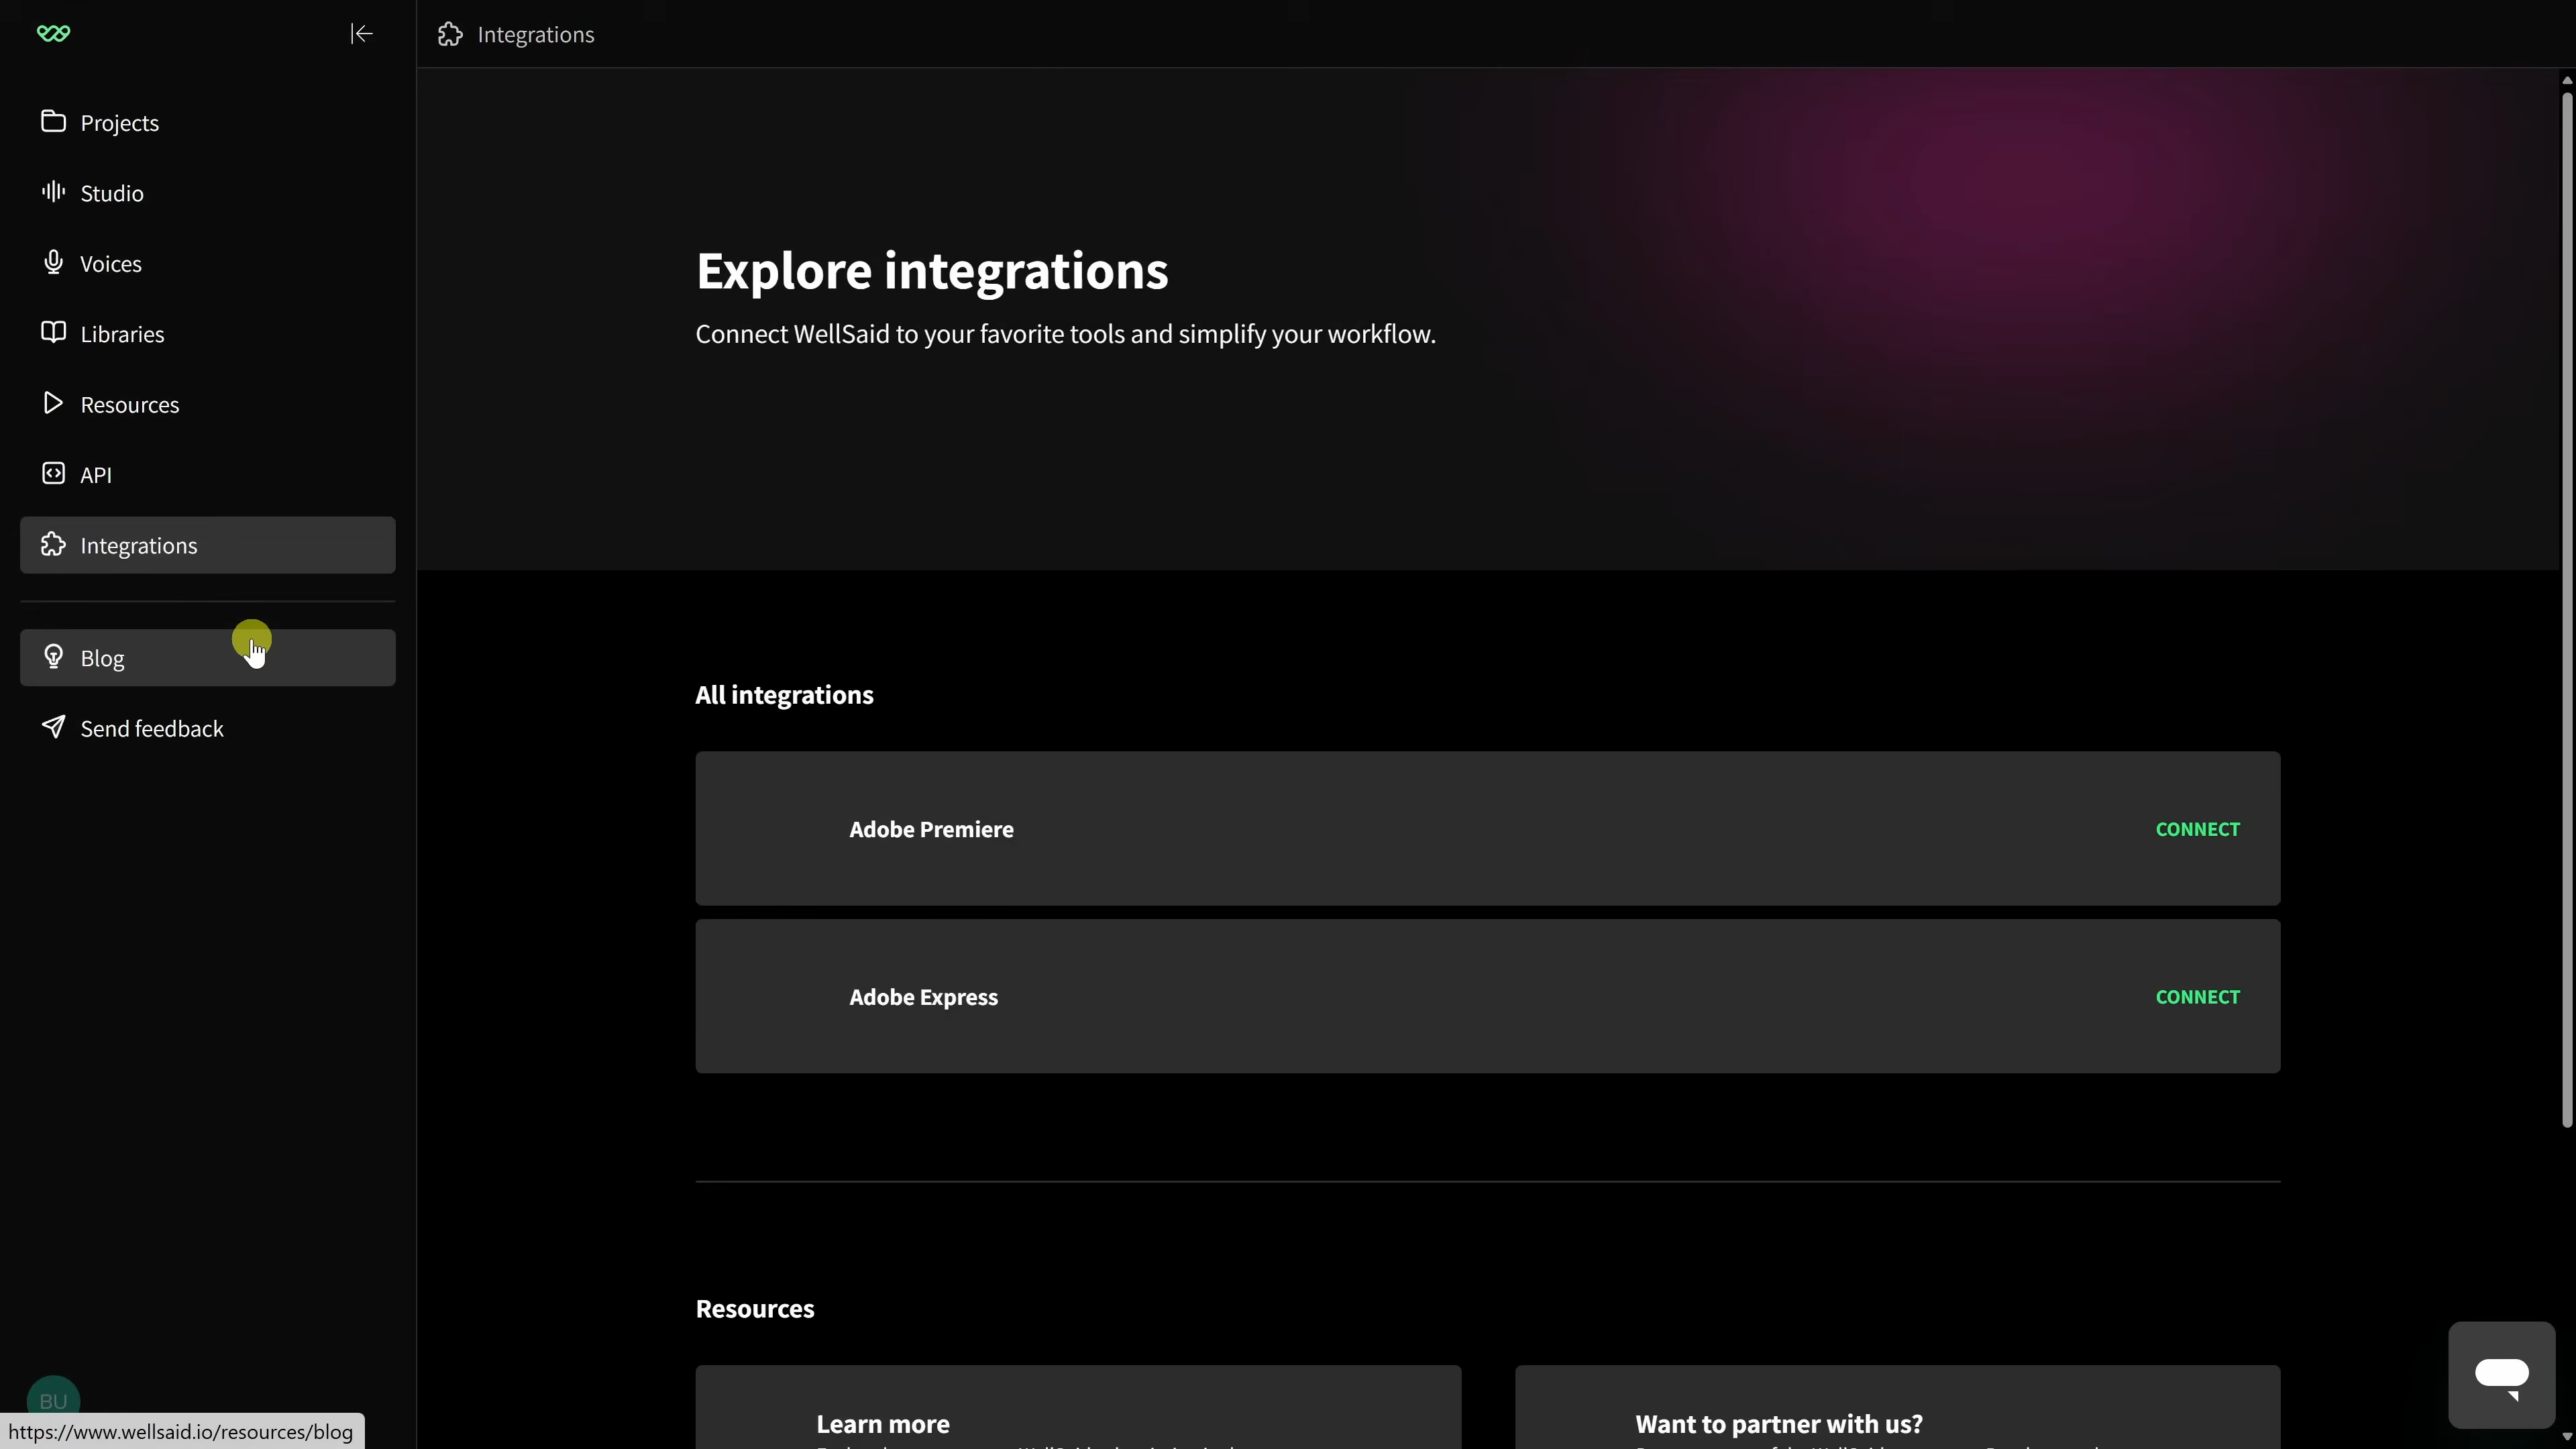 Integrations
Projects
Studio
Voices
Libraries
Resources
API
Integrations
Blog
Send feedback
BU
https://www.wellsaid.io/resources/blog
Explore integrations
Connect WellSaid to your favorite tools and simplify your workflow.
All integrations
Adobe Premiere
CONNECT
Adobe Express
CONNECT
Resources
Learn more
Want to partner with us?